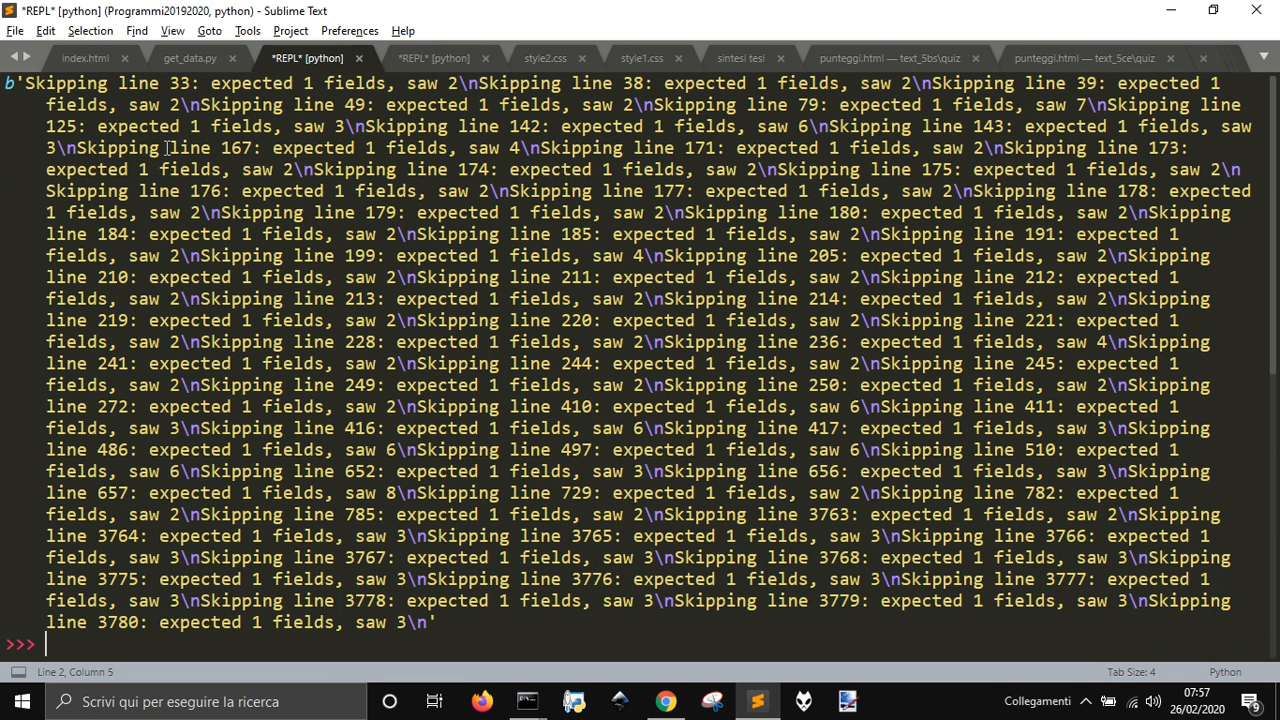 *REPL* [python] (Programmi20192020, python) - Sublime Text
File Edit Selection Find View Goto Tools Project Preferences Help
index.html get_data.py *REPL* [python] *REPL* [python] style2.css style1.css sintesi tesi punteggi.html — text_5bs\quiz punteggi.html — text_5ce\quiz
b'Skipping line 33: expected 1 fields, saw 2\nSkipping line 38: expected 1 fields, saw 2\nSkipping line 39: expected 1
fields, saw 2\nSkipping line 49: expected 1 fields, saw 2\nSkipping line 79: expected 1 fields, saw 7\nSkipping line
125: expected 1 fields, saw 3\nSkipping line 142: expected 1 fields, saw 6\nSkipping line 143: expected 1 fields, saw
3\nSkipping line 167: expected 1 fields, saw 4\nSkipping line 171: expected 1 fields, saw 2\nSkipping line 173:
expected 1 fields, saw 2\nSkipping line 174: expected 1 fields, saw 2\nSkipping line 175: expected 1 fields, saw 2\n
Skipping line 176: expected 1 fields, saw 2\nSkipping line 177: expected 1 fields, saw 2\nSkipping line 178: expected
1 fields, saw 2\nSkipping line 179: expected 1 fields, saw 2\nSkipping line 180: expected 1 fields, saw 2\nSkipping
line 184: expected 1 fields, saw 2\nSkipping line 185: expected 1 fields, saw 2\nSkipping line 191: expected 1
fields, saw 2\nSkipping line 199: expected 1 fields, saw 4\nSkipping line 205: expected 1 fields, saw 2\nSkipping
line 210: expected 1 fields, saw 2\nSkipping line 211: expected 1 fields, saw 2\nSkipping line 212: expected 1
fields, saw 2\nSkipping line 213: expected 1 fields, saw 2\nSkipping line 214: expected 1 fields, saw 2\nSkipping
line 219: expected 1 fields, saw 2\nSkipping line 220: expected 1 fields, saw 2\nSkipping line 221: expected 1
fields, saw 2\nSkipping line 228: expected 1 fields, saw 2\nSkipping line 236: expected 1 fields, saw 4\nSkipping
line 241: expected 1 fields, saw 2\nSkipping line 244: expected 1 fields, saw 2\nSkipping line 245: expected 1
fields, saw 2\nSkipping line 249: expected 1 fields, saw 2\nSkipping line 250: expected 1 fields, saw 2\nSkipping
line 272: expected 1 fields, saw 2\nSkipping line 410: expected 1 fields, saw 6\nSkipping line 411: expected 1
fields, saw 3\nSkipping line 416: expected 1 fields, saw 6\nSkipping line 417: expected 1 fields, saw 3\nSkipping
line 486: expected 1 fields, saw 6\nSkipping line 497: expected 1 fields, saw 6\nSkipping line 510: expected 1
fields, saw 6\nSkipping line 652: expected 1 fields, saw 3\nSkipping line 656: expected 1 fields, saw 3\nSkipping
line 657: expected 1 fields, saw 8\nSkipping line 729: expected 1 fields, saw 2\nSkipping line 782: expected 1
fields, saw 2\nSkipping line 785: expected 1 fields, saw 2\nSkipping line 3763: expected 1 fields, saw 2\nSkipping
line 3764: expected 1 fields, saw 3\nSkipping line 3765: expected 1 fields, saw 3\nSkipping line 3766: expected 1
fields, saw 3\nSkipping line 3767: expected 1 fields, saw 3\nSkipping line 3768: expected 1 fields, saw 3\nSkipping
line 3775: expected 1 fields, saw 3\nSkipping line 3776: expected 1 fields, saw 3\nSkipping line 3777: expected 1
fields, saw 3\nSkipping line 3778: expected 1 fields, saw 3\nSkipping line 3779: expected 1 fields, saw 3\nSkipping
line 3780: expected 1 fields, saw 3\n'
>>>
Line 2, Column 5 Tab Size: 4 Python
Scrivi qui per eseguire la ricerca Collegamenti 07:57
26/02/2020 9